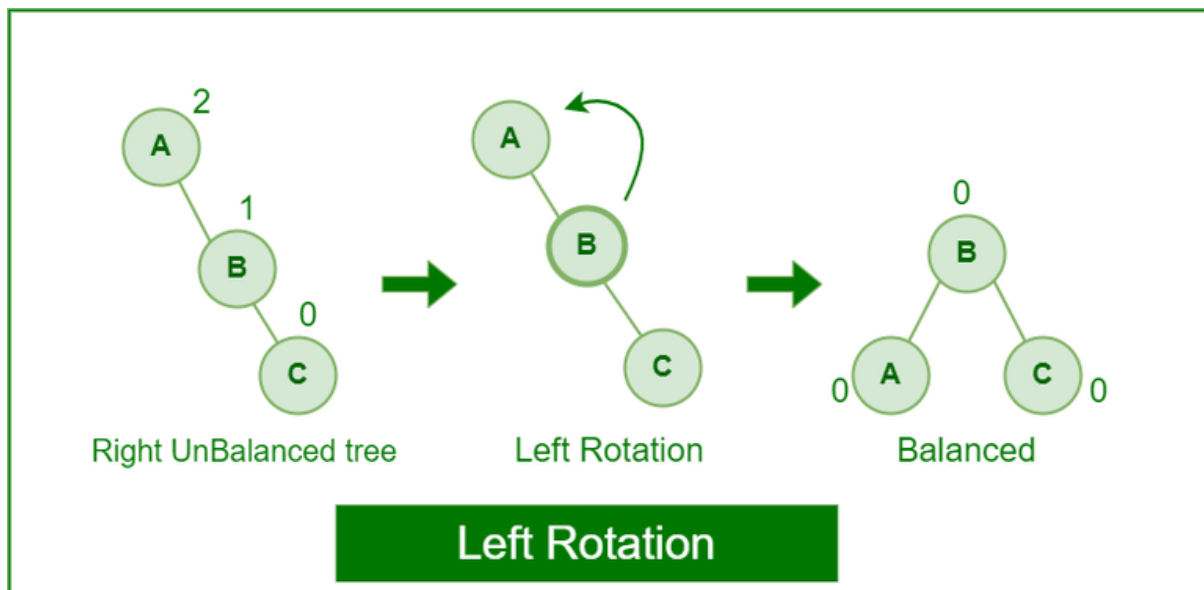 2
A
1
B
0
C
Right UnBalanced tree
A
B
C
Left Rotation
0
B
0 A
C 0
Balanced
Left Rotation